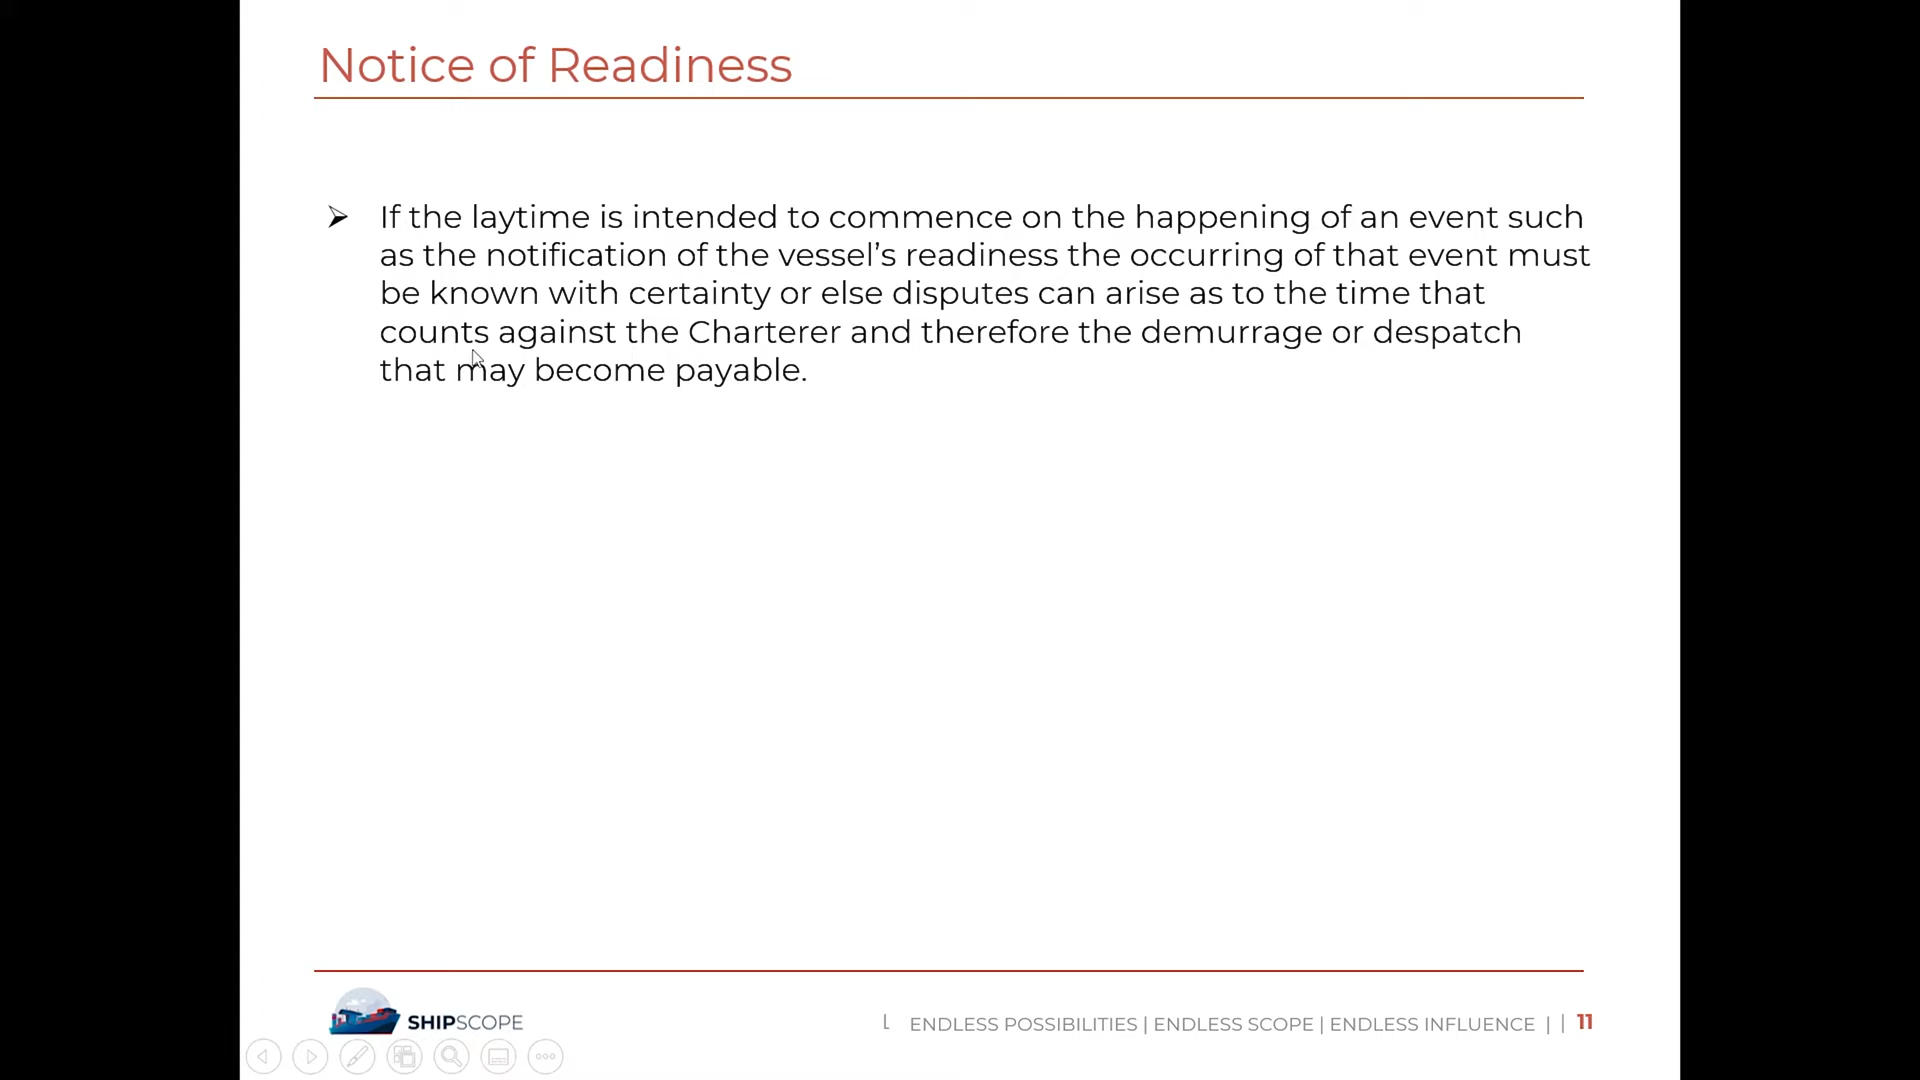 Notice of Readiness
If the laytime is intended to commence on the happening of an event such
as the notification of the vessel’s readiness the occurring of that event must
be known with certainty or else disputes can arise as to the time that
counts against the Charterer and therefore the demurrage or despatch
that may become payable.
SHIPSCOPE
L ENDLESS POSSIBILITIES | ENDLESS SCOPE | ENDLESS INFLUENCE | | 11